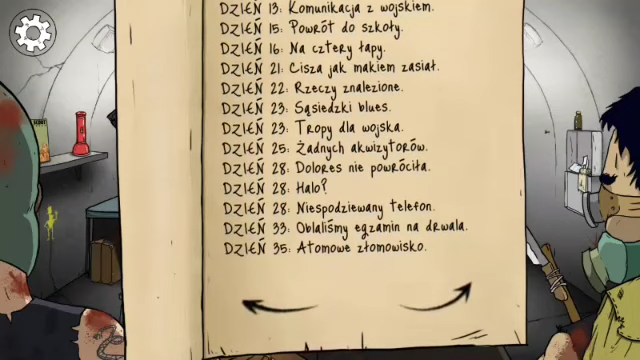 DZIEŃ 13: Komunikacja z wojskiem.
DZIEŃ 15: Powrót do szkoły.
DZIEŃ 16: Na cztery łapy.
DZIEŃ 21: Cisza jak makiem zasiał.
DZIEŃ 22: Rzeczy znalezione.
DZIEŃ 23: Sąsiedzki blues.
DZIEŃ 23: Tropy dla wojska.
DZIEŃ 25: Żadnych akwizytorów.
DZIEŃ 28: Dolores nie powróciła.
DZIEŃ 28: Halo?
DZIEŃ 28: Niespodziewany telefon.
DZIEŃ 33: Oblaliśmy egzamin na drwala.
DZIEŃ 35: Atomowe złomowisko.